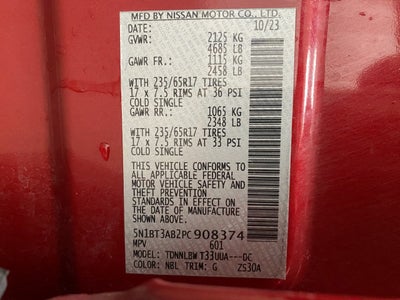 MFD BY NISSAN MOTOR CO., LTD.
DATE: 10/23
GVWR: 2125 KG
4685 LB
GAWR FR.: 1115 KG
2458 LB
WITH 235/65R17 TIRES
17 x 7.5 RIMS AT 36 PSI
COLD SINGLE
GAWR RR.: 1065 KG
2348 LB
WITH 235/65R17 TIRES
17 x 7.5 RIMS AT 33 PSI
COLD SINGLE
THIS VEHICLE CONFORMS TO
ALL APPLICABLE FEDERAL
MOTOR VEHICLE SAFETY
AND THEFT PREVENTION
STANDARDS IN EFFECT ON
THE DATE OF MANUFACTURE
SHOWN ABOVE.
5N1BT3AB2PC908374
MPV 601
MODEL: TDNNLBW T33UUA---DC
COLOR: NBL TRIM: G ZS30A